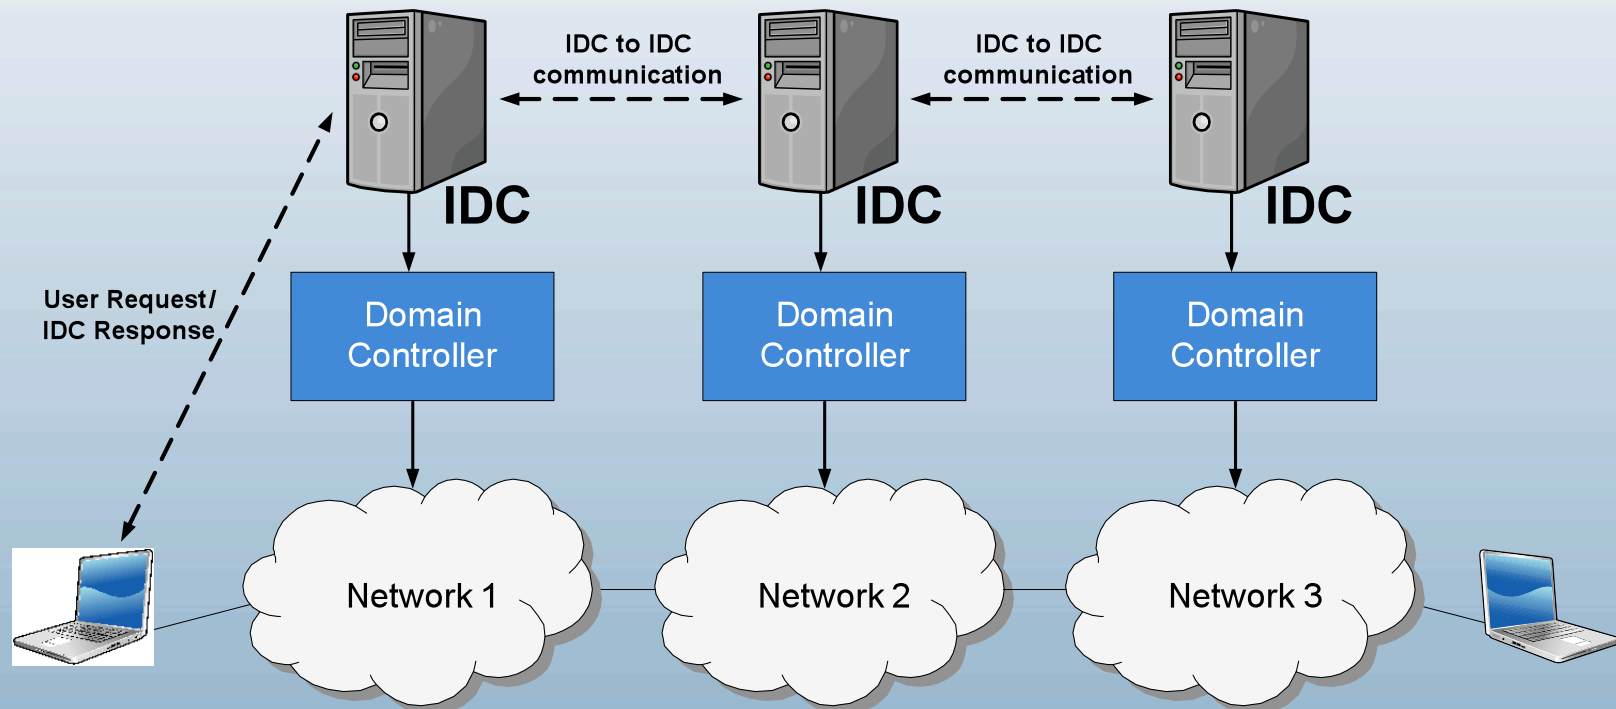 IDC to IDC
communication
IDC to IDC
communication
IDC
IDC
IDC
User Request/
IDC Response
Domain
Controller
Domain
Controller
Domain
Controller
Network 1
Network 2
Network 3